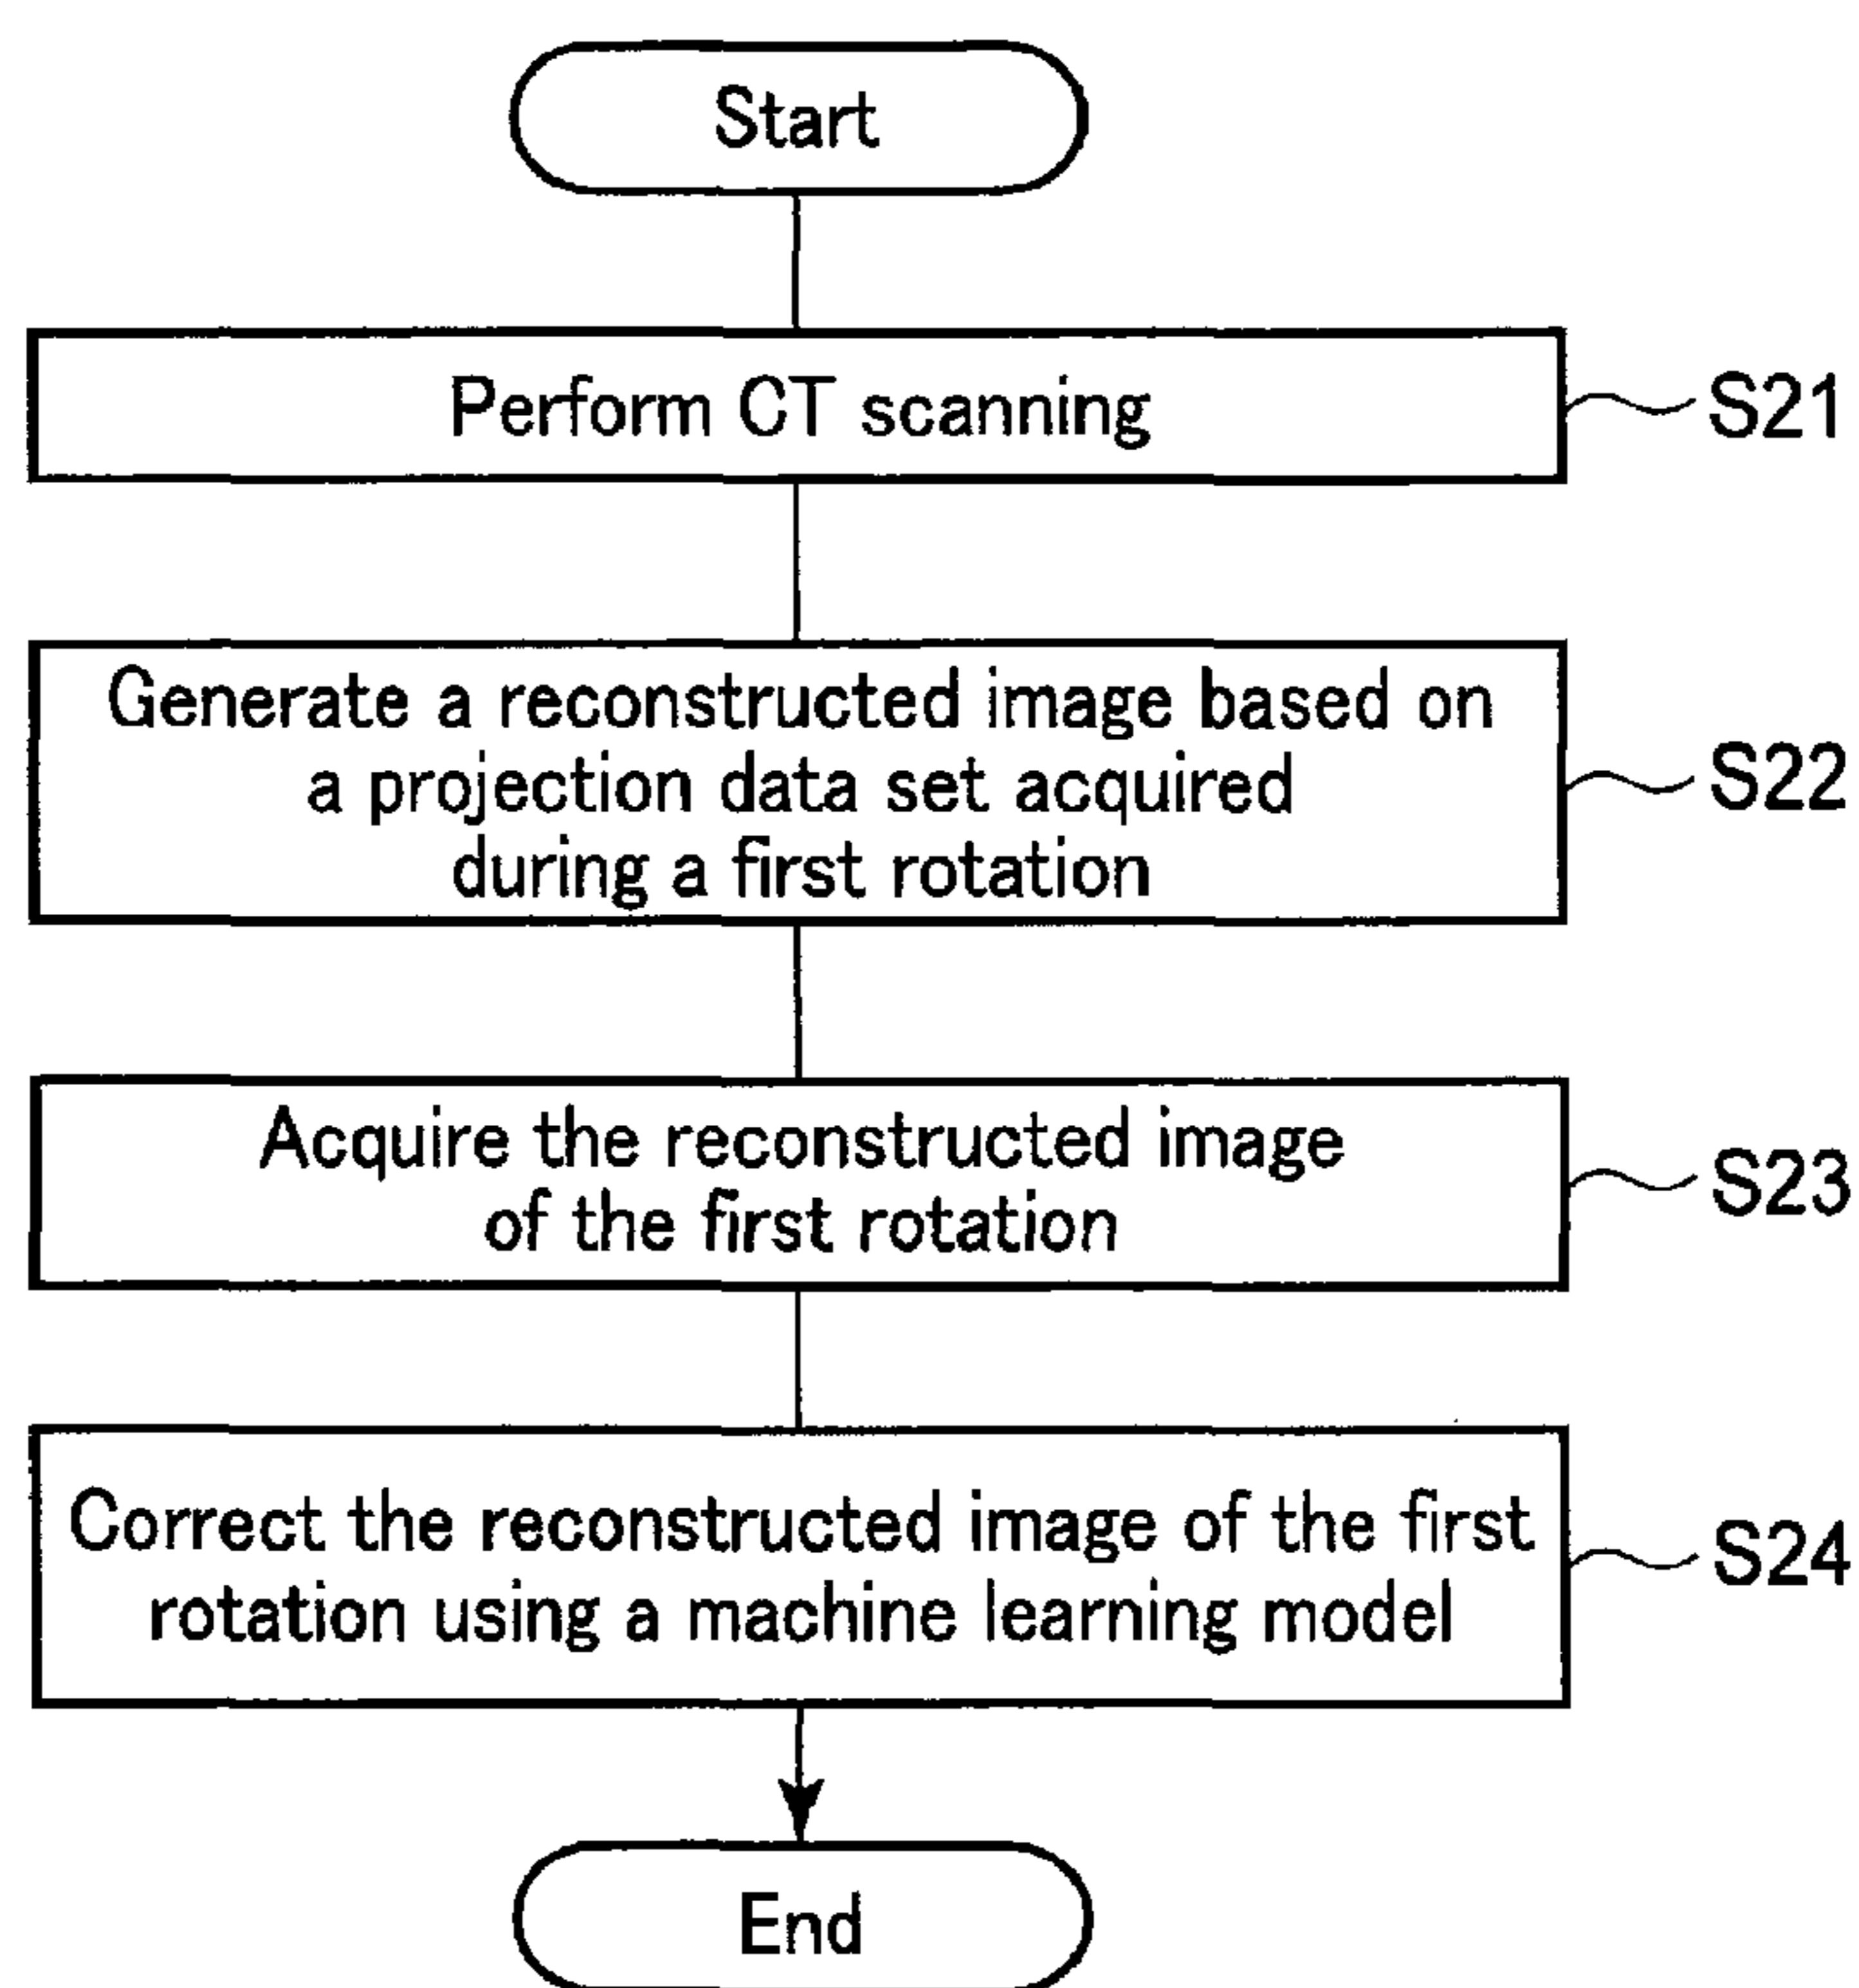 Start
Perform CT scanning
S21
Generate a reconstructed image based on
a projection data set acquired
during a first rotation
S22
Acquire the reconstructed image
of the first rotation
S23
Correct the reconstructed image of the first
rotation using a machine learning model
S24
End